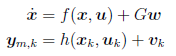 ẋ = f(x, u) + Gw
y_{m,k} = h(x_k, u_k) + v_k